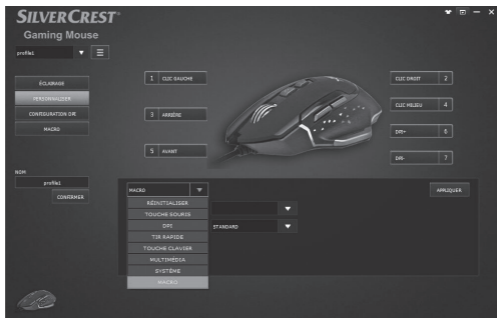 SILVERCREST®
Gaming Mouse
profile1
ÉCLAIRAGE
PERSONNALISER
CONFIGURATION DPI
MACRO
NOM
profile1
CONFIRMER
1 CLIC GAUCHE
3 ARRIÈRE
5 AVANT
CLIC DROIT 2
CLIC MILIEU 4
DPI+ 6
DPI- 7
MACRO
APPLIQUER
RÉINITIALISER
TOUCHE SOURIS
DPI
STANDARD
TIR RAPIDE
TOUCHE CLAVIER
MULTIMÉDIA
SYSTÈME
MACRO